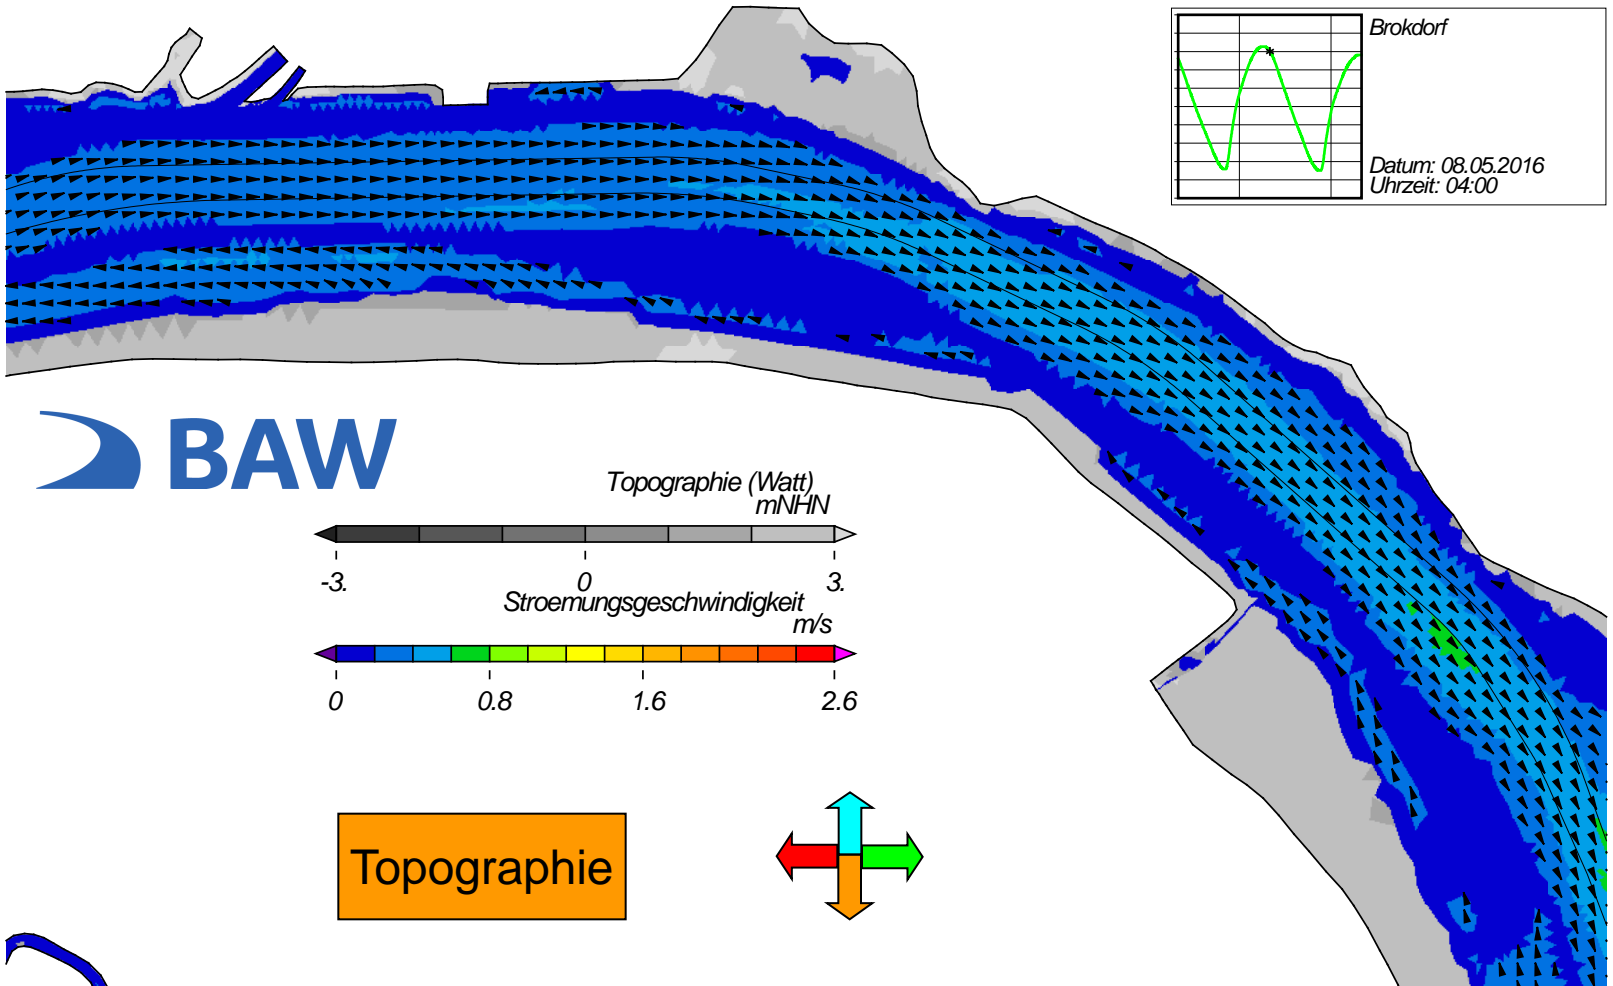 Brokdorf
Datum: 08.05.2016
Uhrzeit: 04:00
BAW
Topographie (Watt)
mNHN
-3. 0 3.
Stroemungsgeschwindigkeit
m/s
0 0.8 1.6 2.6
Topographie